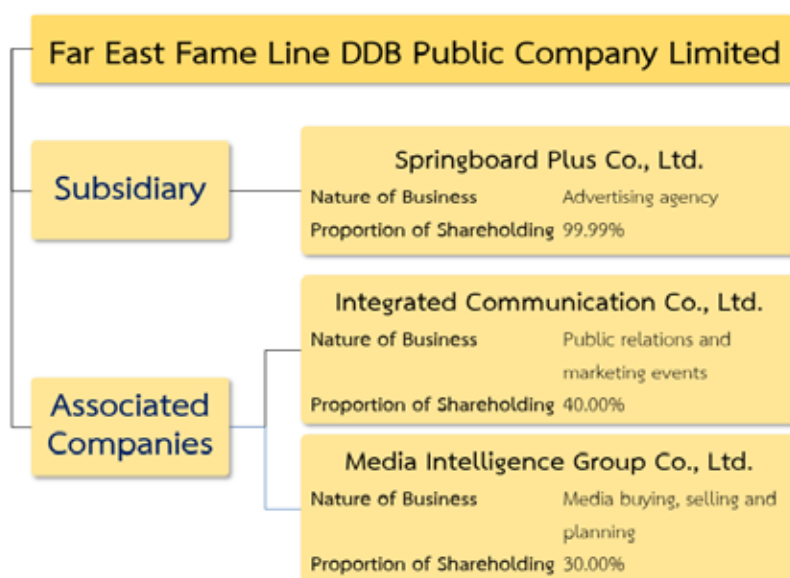 Far East Fame Line DDB Public Company Limited
Subsidiary
Springboard Plus Co., Ltd.
Nature of Business Advertising agency
Proportion of Shareholding 99.99%
Associated
Companies
Integrated Communication Co., Ltd.
Nature of Business Public relations and
marketing events
Proportion of Shareholding 40.00%
Media Intelligence Group Co., Ltd.
Nature of Business Media buying, selling and
planning
Proportion of Shareholding 30.00%